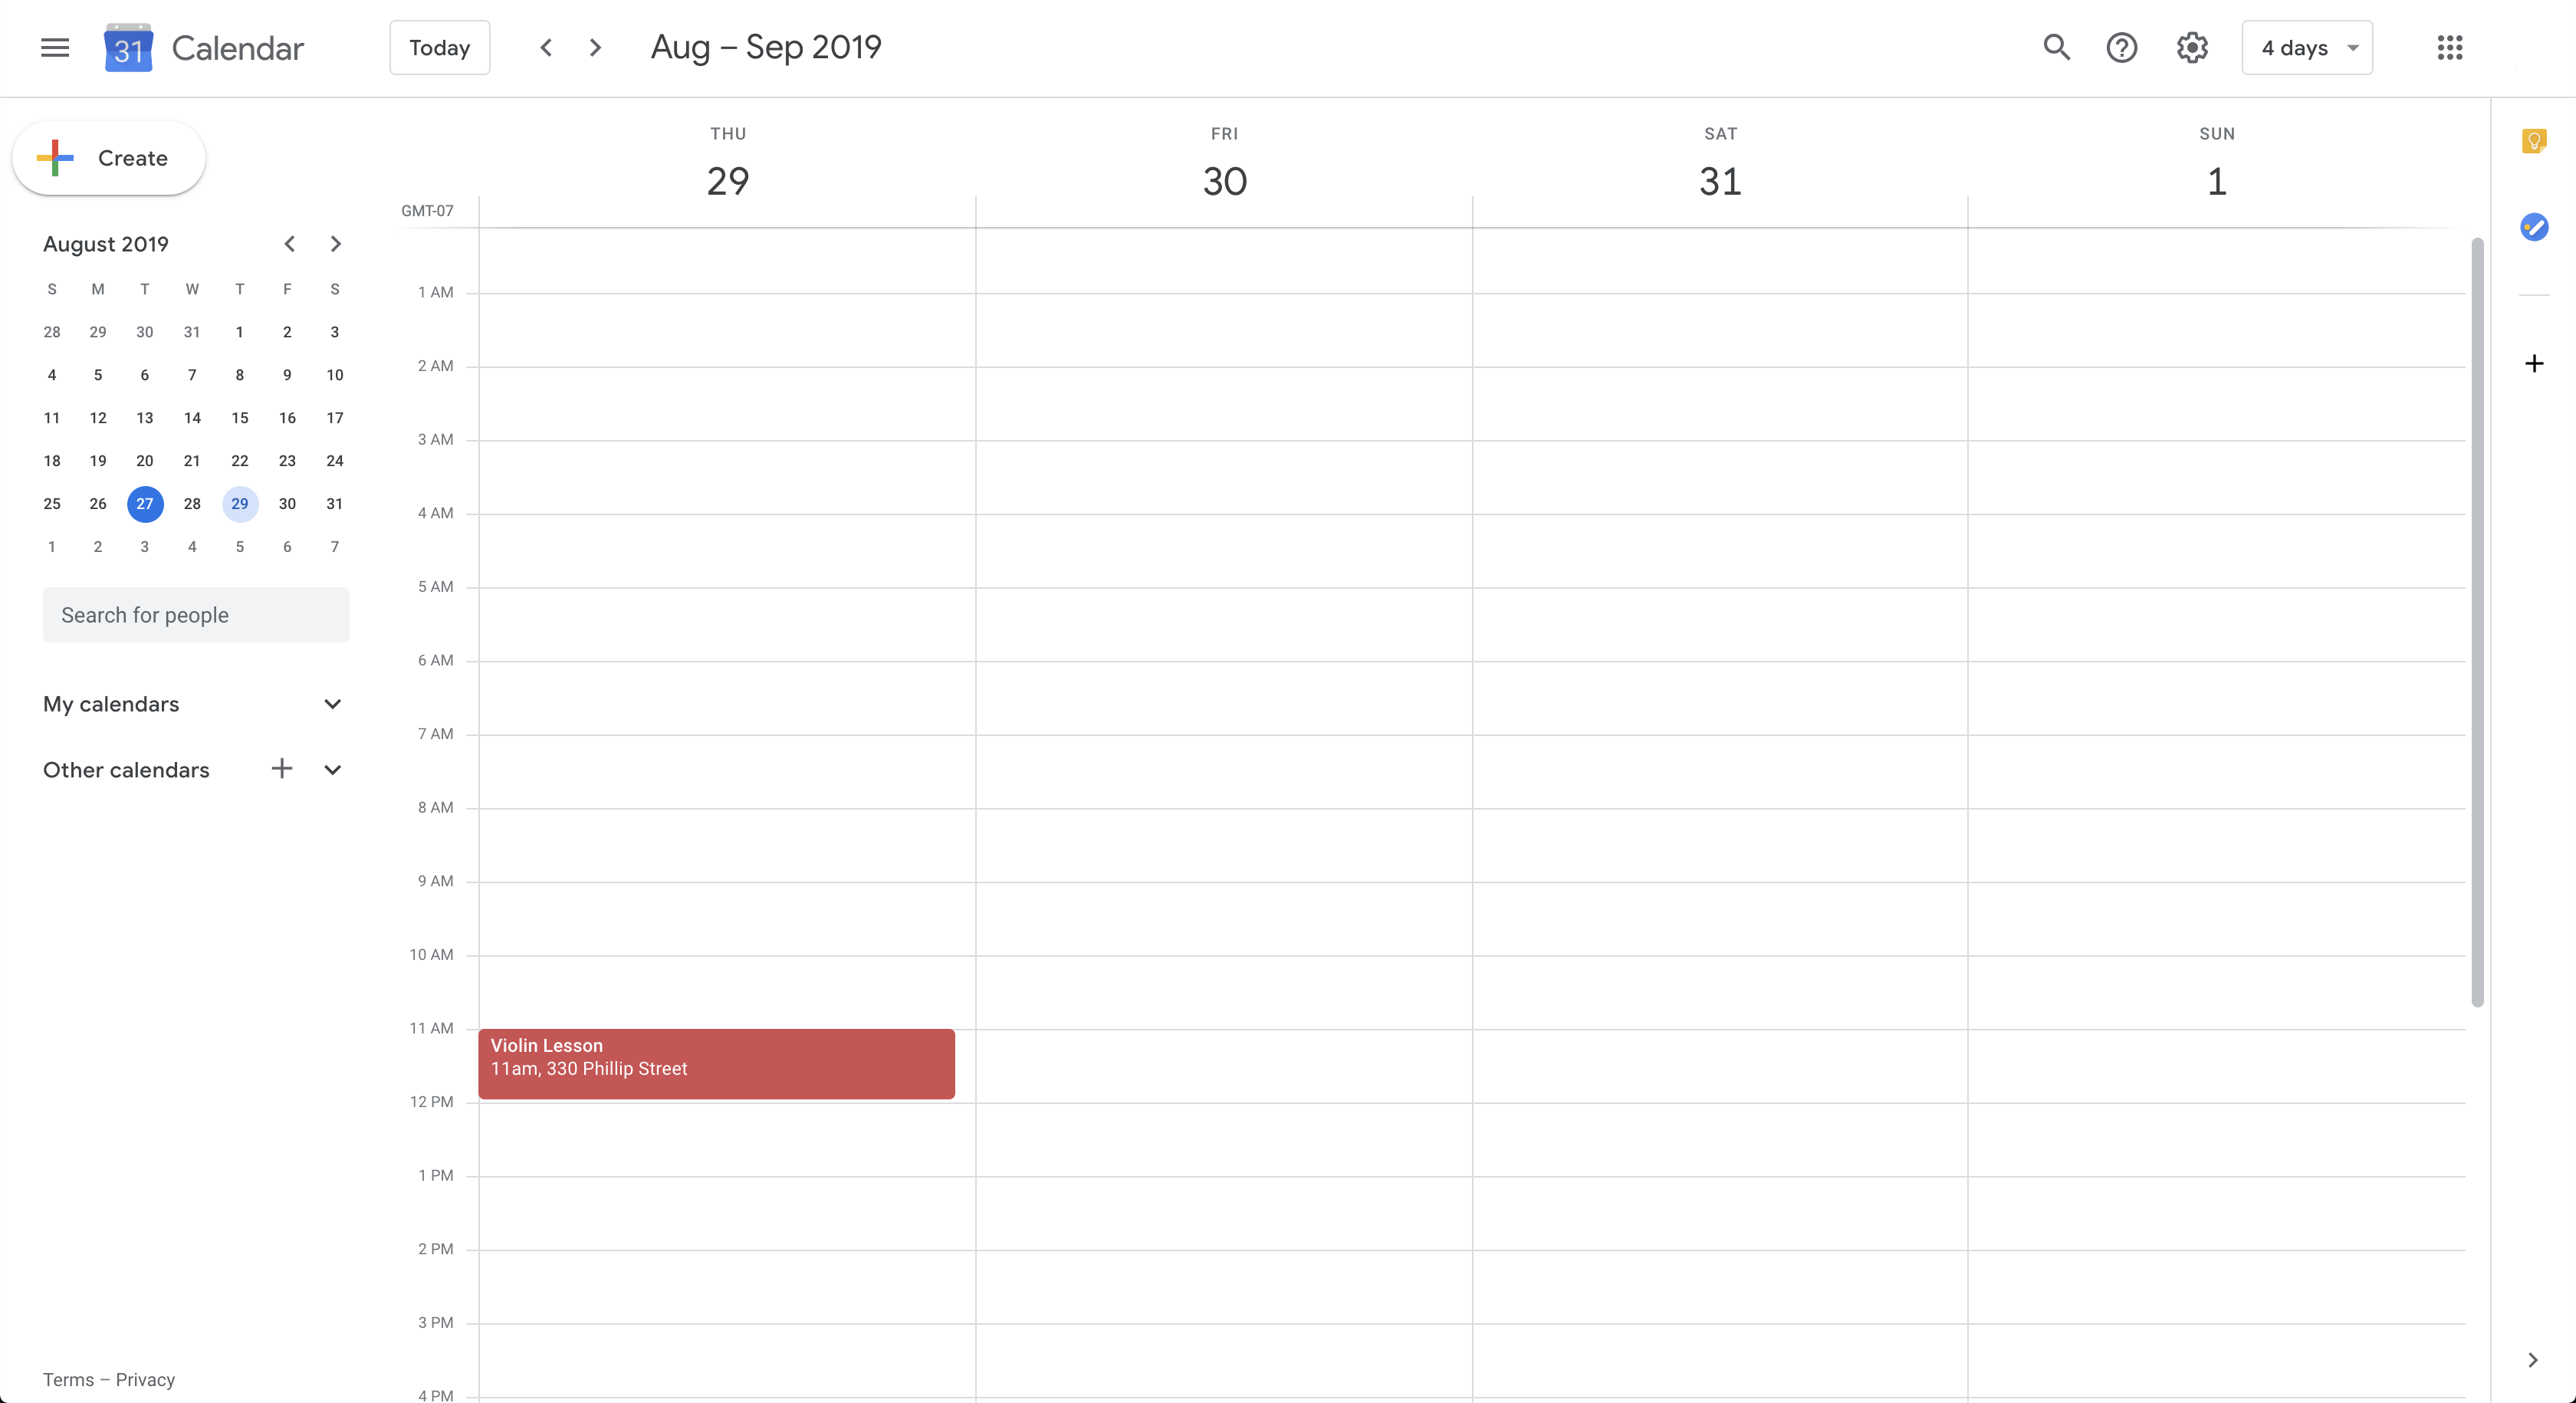 31 Calendar Today Aug – Sep 2019 4 days
Create
August 2019
S M T W T F S
28 29 30 31 1 2 3
4 5 6 7 8 9 10
11 12 13 14 15 16 17
18 19 20 21 22 23 24
25 26 27 28 29 30 31
1 2 3 4 5 6 7
Search for people
My calendars
Other calendars
Terms – Privacy
THU FRI SAT SUN
29 30 31 1
GMT-07
1 AM
2 AM
3 AM
4 AM
5 AM
6 AM
7 AM
8 AM
9 AM
10 AM
11 AM
Violin Lesson
11am, 330 Phillip Street
12 PM
1 PM
2 PM
3 PM
4 PM